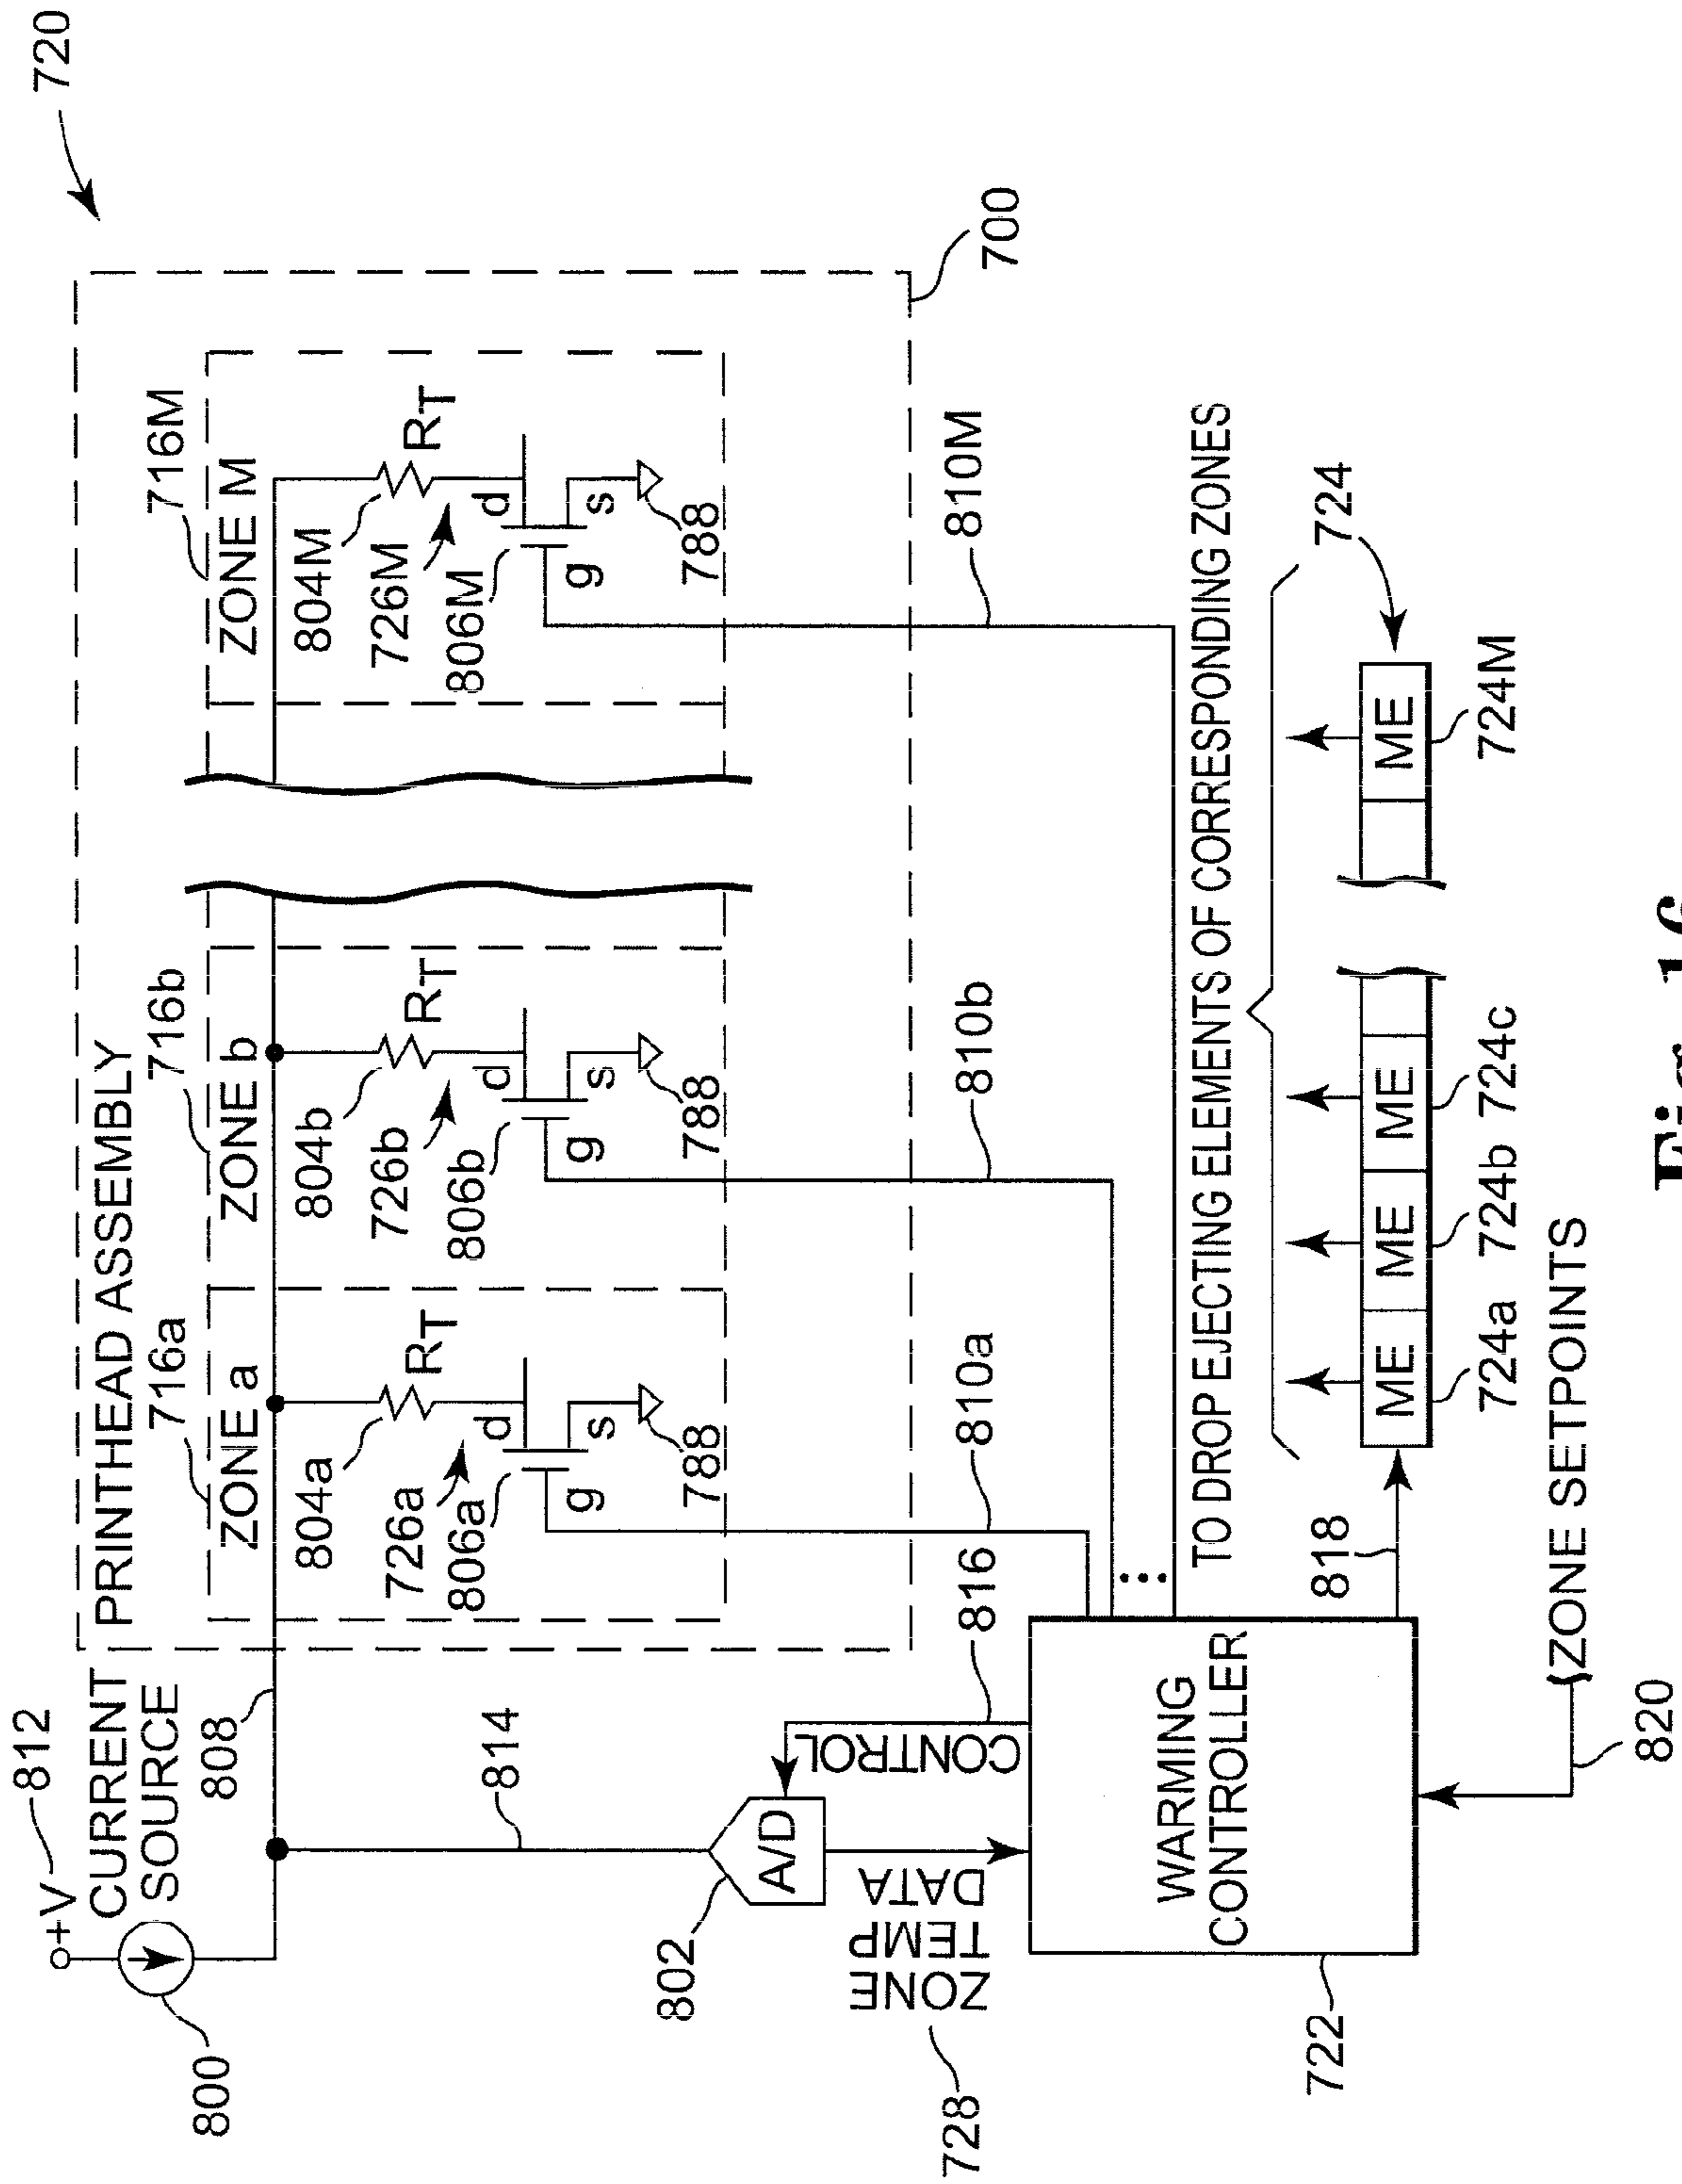 720
+V
812
CURRENT
SOURCE
800
808
814
802
A/D
CONTROL
816
ZONE
TEMP
DATA
728
WARMING
CONTROLLER
722
PRINTHEAD ASSEMBLY
700
716a
ZONE a
804a
RT
726a
806a
d
g
s
788
810a
716b
ZONE b
804b
RT
726b
806b
d
g
s
788
810b
716M
ZONE M
804M
RT
726M
806M
d
g
s
788
810M
TO DROP EJECTING ELEMENTS OF CORRESPONDING ZONES
724
818
ME
ME
ME
ME
724a
724b
724c
724M
ZONE SETPOINTS
820